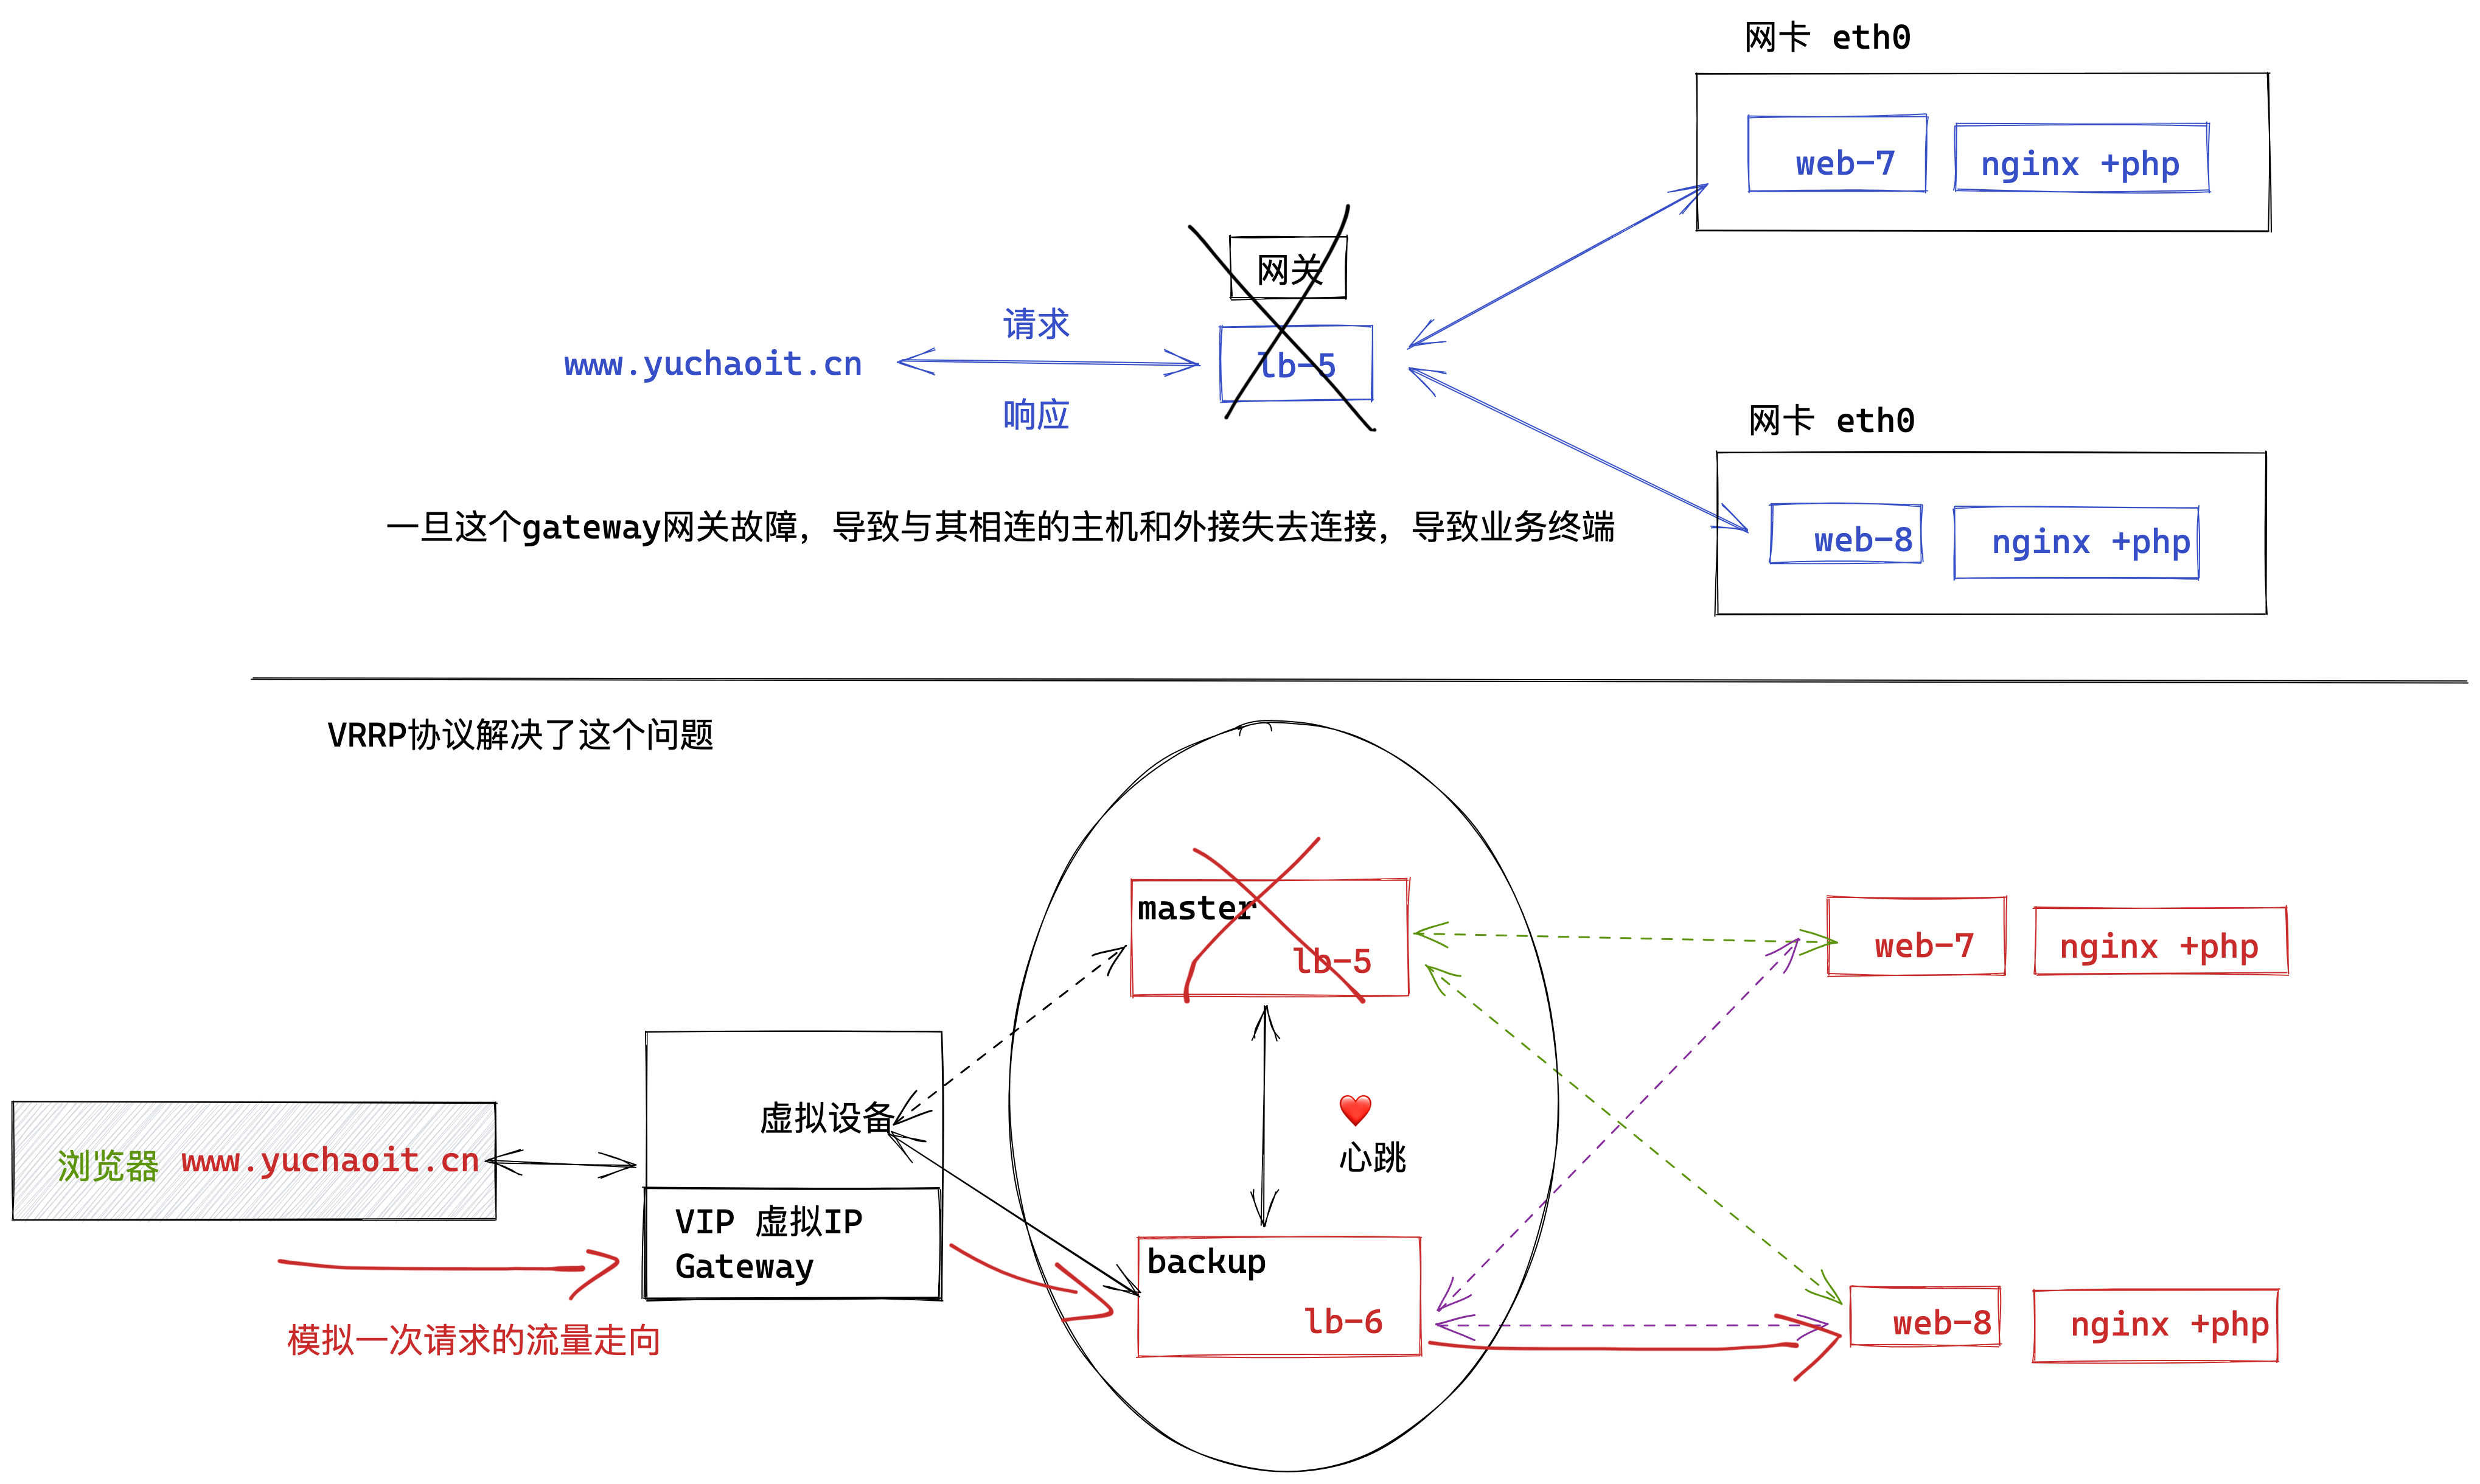 网卡 eth0
web-7
nginx +php
网关
请求
www.yuchaoit.cn
lb-5
响应
网卡 eth0
一旦这个gateway网关故障，导致与其相连的主机和外接失去连接，导致业务终端
web-8
nginx +php
VRRP协议解决了这个问题
master
lb-5
web-7
nginx +php
虚拟设备
心跳
浏览器 www.yuchaoit.cn
VIP 虚拟IP
Gateway
backup
lb-6
web-8
nginx +php
模拟一次请求的流量走向